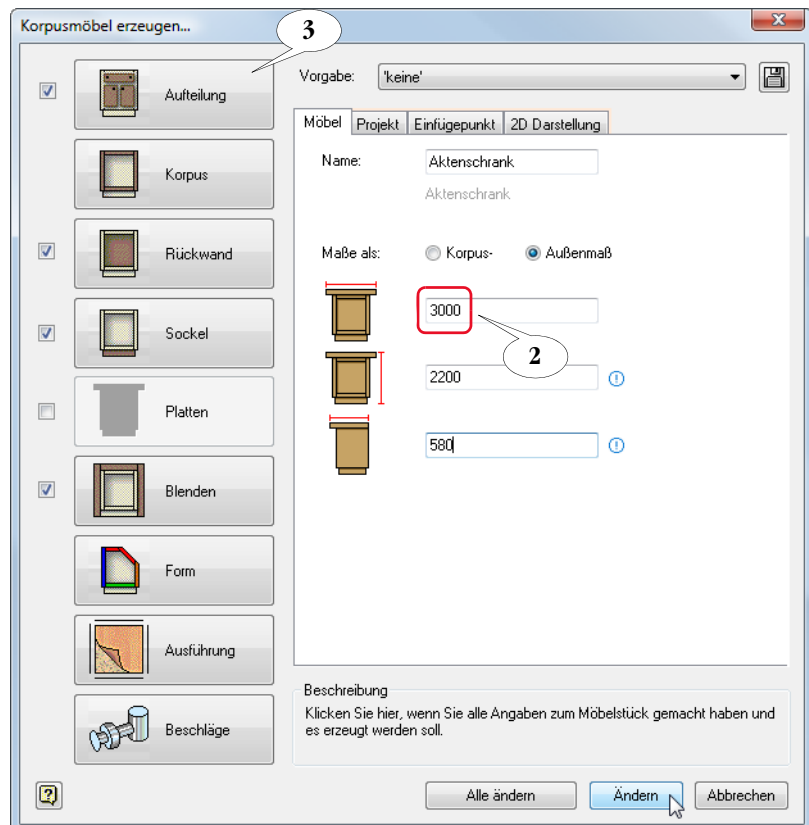 Korpusmöbel erzeugen...
3
Aufteilung
Korpus
Rückwand
Sockel
Platten
Blenden
Form
Ausführung
Beschläge
Vorgabe: 'keine'
Möbel Projekt Einfügepunkt 2D Darstellung
Name: Aktenschrank
Aktenschrank
Maße als: Korpus- Außenmaß
3000
2
2200
580
Beschreibung
Klicken Sie hier, wenn Sie alle Angaben zum Möbelstück gemacht haben und
es erzeugt werden soll.
Alle ändern Ändern Abbrechen